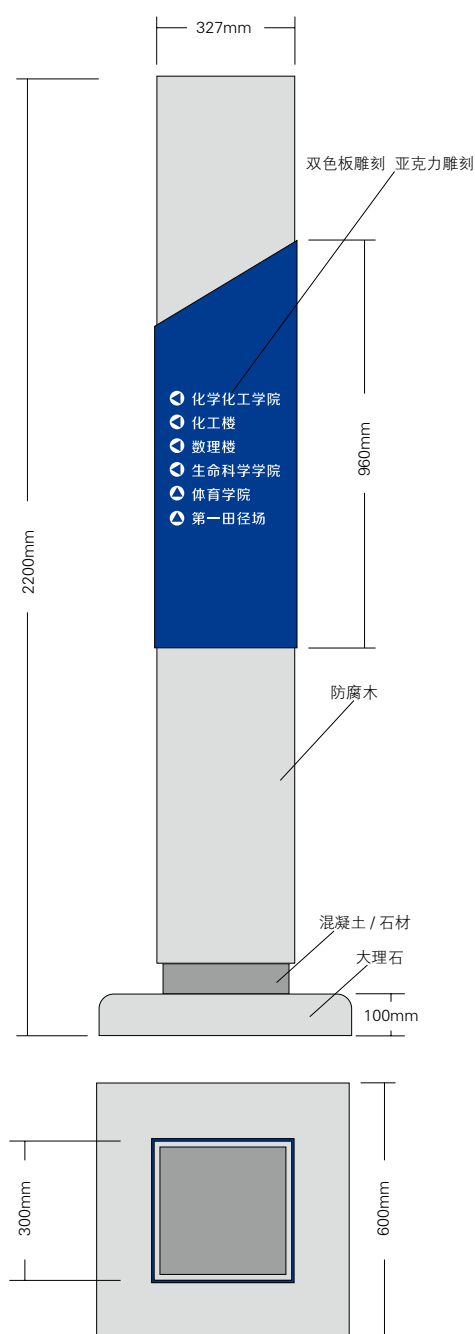 327mm
双色板雕刻 亚克力雕刻
化学化工学院
化工楼
数理楼
生命科学学院
体育学院
第一田径场
960mm
2200mm
防腐木
混凝土 / 石材
大理石
100mm
300mm
600mm